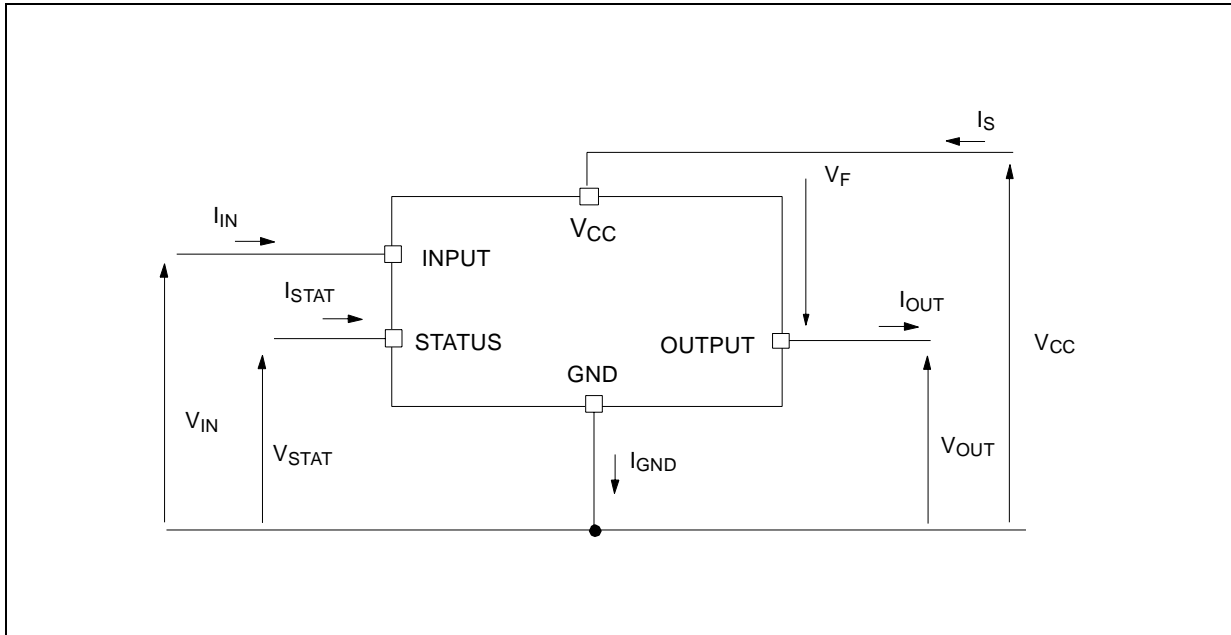 I_S
V_F
V_CC
I_IN
INPUT
I_STAT
I_OUT
STATUS
OUTPUT
V_CC
GND
V_IN
V_STAT
V_OUT
I_GND